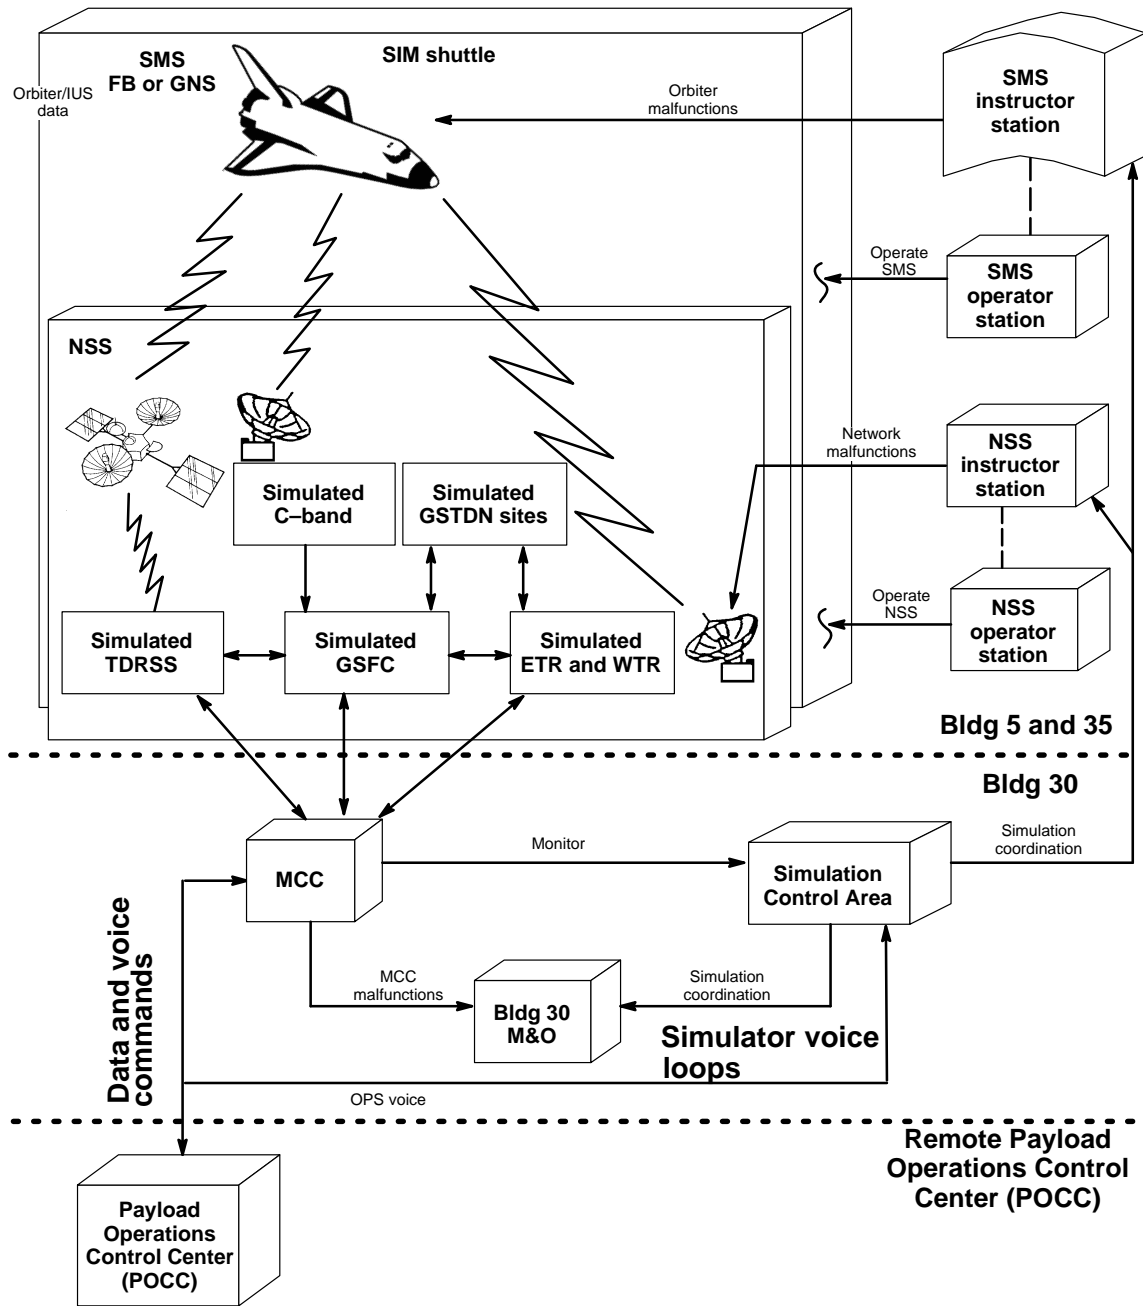 SMS
FB or GNS
SIM shuttle
Orbiter/IUS
data
Orbiter
malfunctions
SMS
instructor
station
Operate
SMS
SMS
operator
station
NSS
Network
malfunctions
NSS
instructor
station
Simulated
C–band
Simulated
GSTDN sites
Operate
NSS
NSS
operator
station
Simulated
TDRSS
Simulated
GSFC
Simulated
ETR and WTR
Bldg 5 and 35
Bldg 30
MCC
Monitor
Simulation
Control Area
Simulation
coordination
Data and voice
commands
MCC
malfunctions
Bldg 30
M&O
Simulation
coordination
Simulator voice
loops
OPS voice
Remote Payload
Operations Control
Center (POCC)
Payload
Operations
Control Center
(POCC)